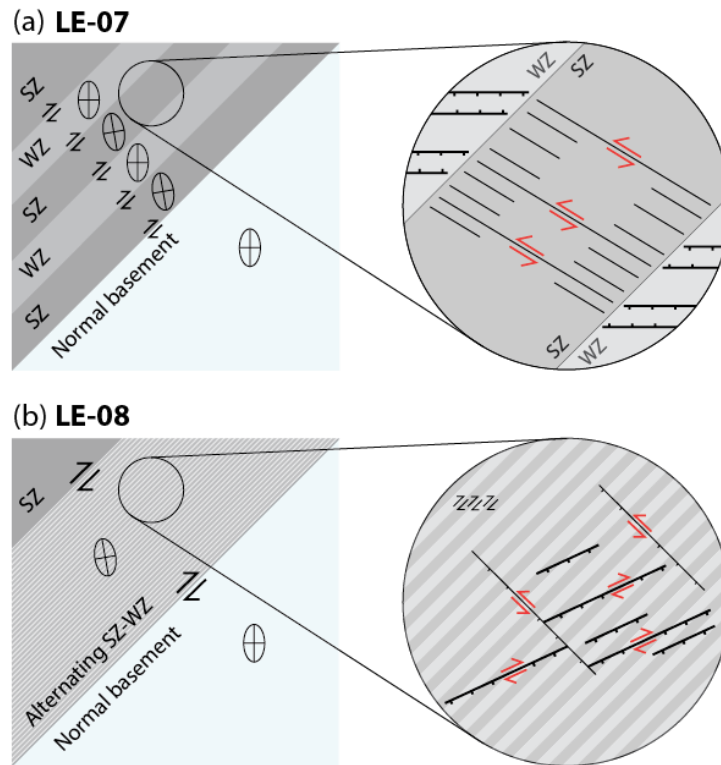 (a) LE-07
SZ
WZ
SZ
WZ
SZ
Normal basement
WZ
SZ
SZ
WZ
(b) LE-08
SZ
Alternating SZ-WZ
Normal basement